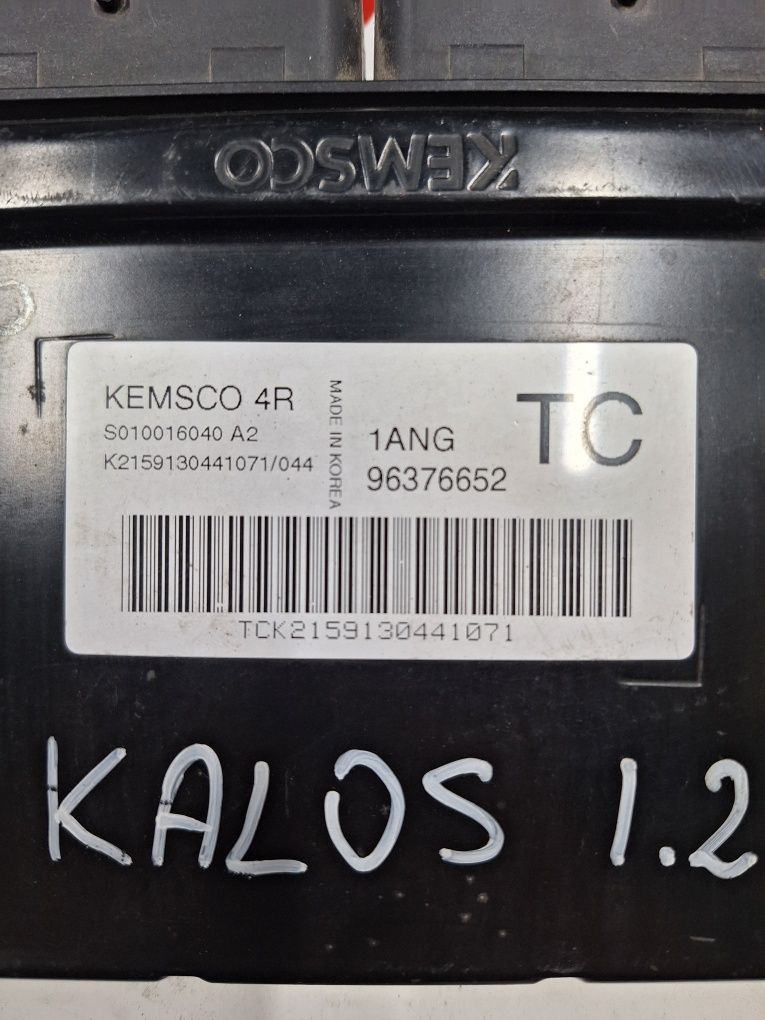 KEMSCO
KEMSCO 4R
S010016040 A2
K2159130441071/044
MADE IN KOREA
1ANG
96376652
TC
TCK2159130441071
KALOS 1.2